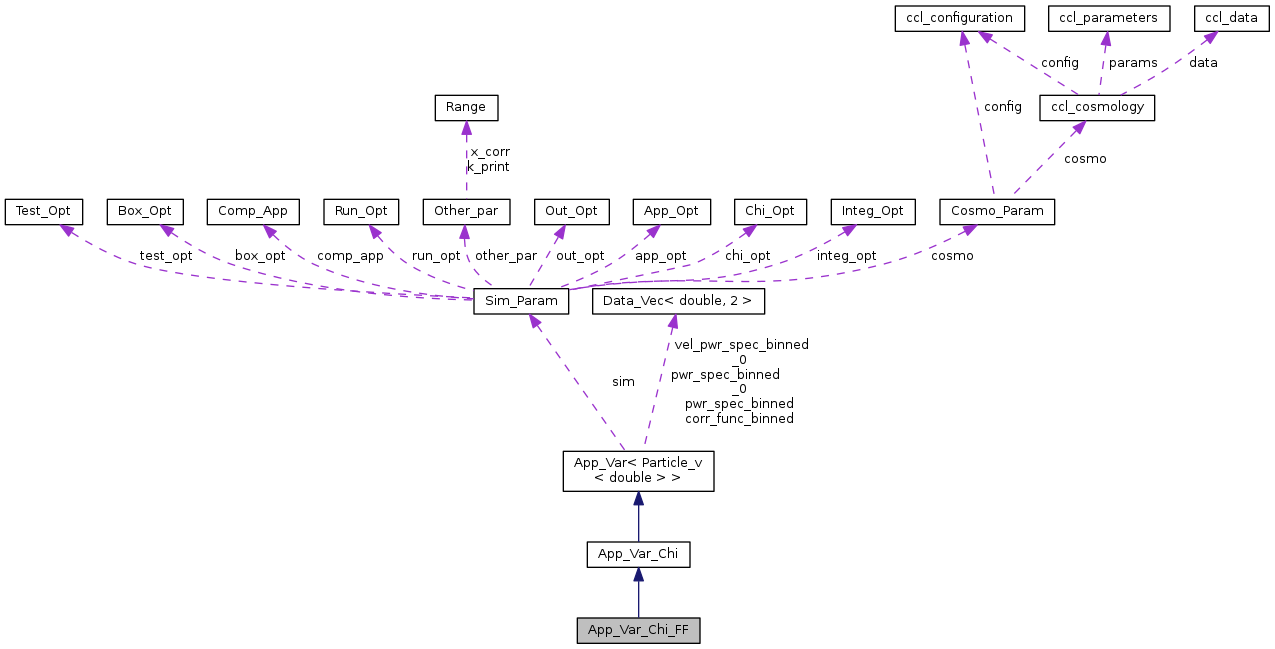 ccl_configuration
ccl_parameters
ccl_data
config
params
data
Range
config
ccl_cosmology
x_corr
k_print
cosmo
Test_Opt
Box_Opt
Comp_App
Run_Opt
Other_par
Out_Opt
App_Opt
Chi_Opt
Integ_Opt
Cosmo_Param
test_opt
box_opt
comp_app
run_opt
other_par
out_opt
app_opt
chi_opt
integ_opt
cosmo
Sim_Param
Data_Vec< double, 2 >
sim
vel_pwr_spec_binned
_0
pwr_spec_binned
_0
pwr_spec_binned
corr_func_binned
App_Var< Particle_v
< double > >
App_Var_Chi
App_Var_Chi_FF